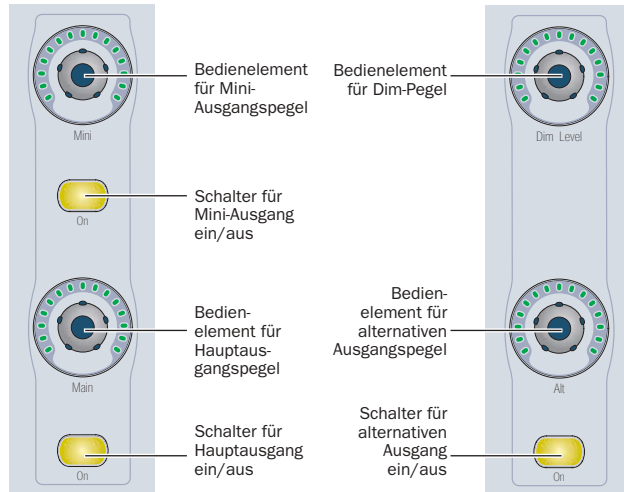 Bedienelement
für Mini-
Ausgangspegel
Mini
Schalter für
Mini-Ausgang
ein/aus
On
Bedien-
element für
Hauptaus-
gangspegel
Main
Schalter für
Hauptausgang
ein/aus
On
Bedienelement
für Dim-Pegel
Dim Level
Bedien-
element für
alternativen
Ausgangspegel
Alt
Schalter für
alternativen
Ausgang
ein/aus
On